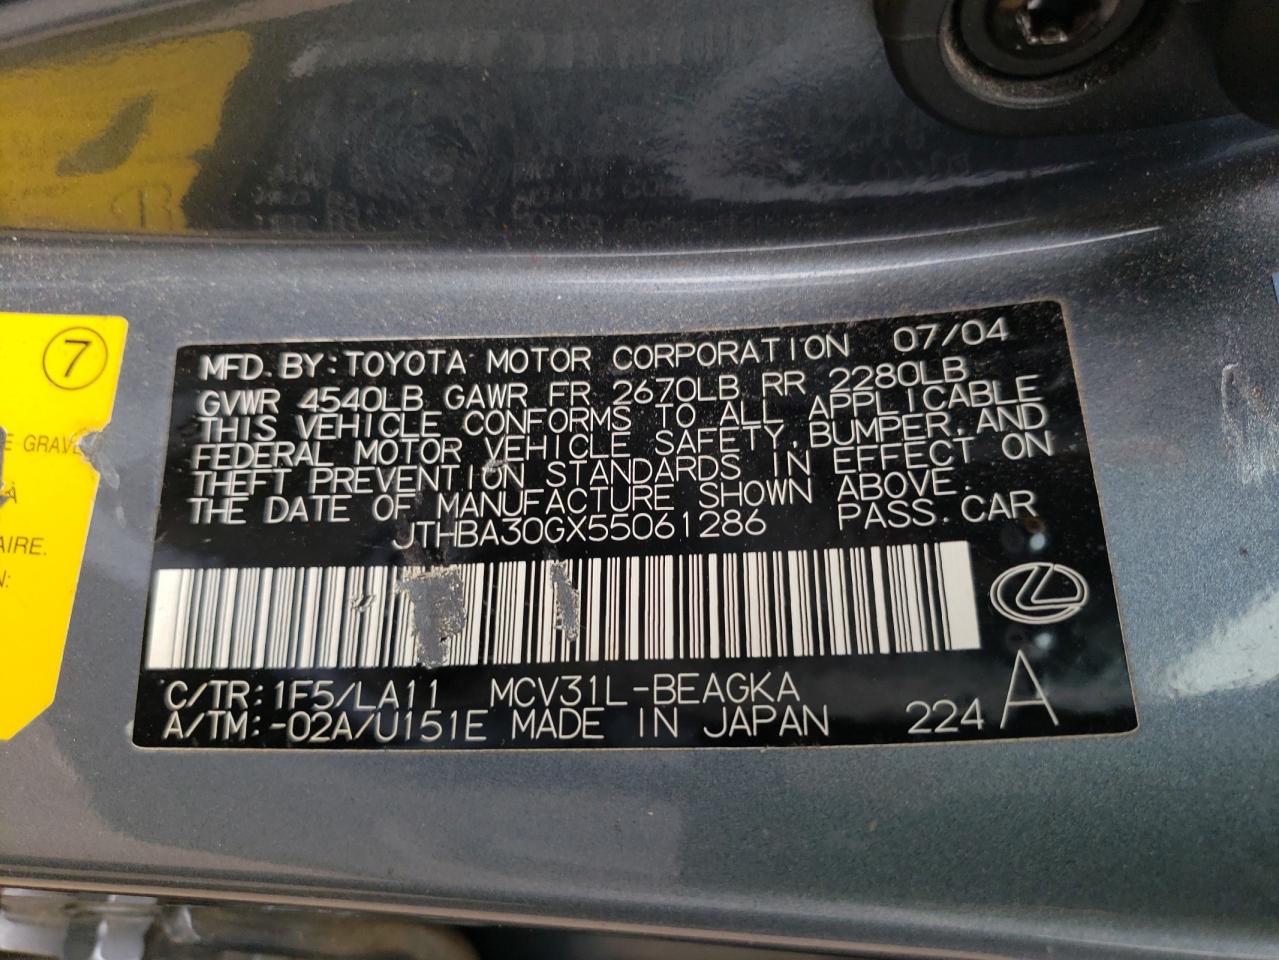 MFD. BY: TOYOTA MOTOR CORPORATION 07/04
GVWR 4540LB GAWR FR 2670LB RR 2280LB
THIS VEHICLE CONFORMS TO ALL APPLICABLE
FEDERAL MOTOR VEHICLE SAFETY, BUMPER, AND
THEFT PREVENTION STANDARDS IN EFFECT ON
THE DATE OF MANUFACTURE SHOWN ABOVE.
JTHBA30GX55061286 PASS. CAR
C/TR: 1F5/LA11 MCV31L-BEAGKA
A/TM: -02A/U151E MADE IN JAPAN 224 A
7
E GRAVE
À
AIRE.
N: